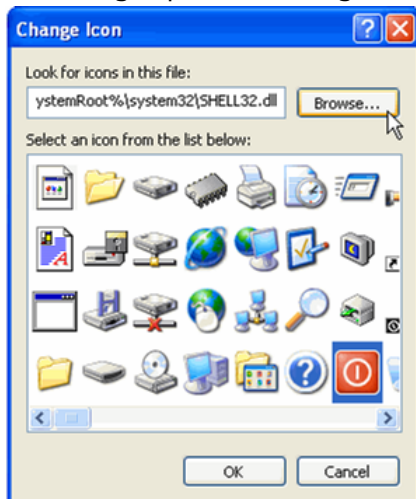 Change Icon
Look for icons in this file:
ystemRoot%\system32\SHELL32.dll
Browse...
Select an icon from the list below:
OK
Cancel